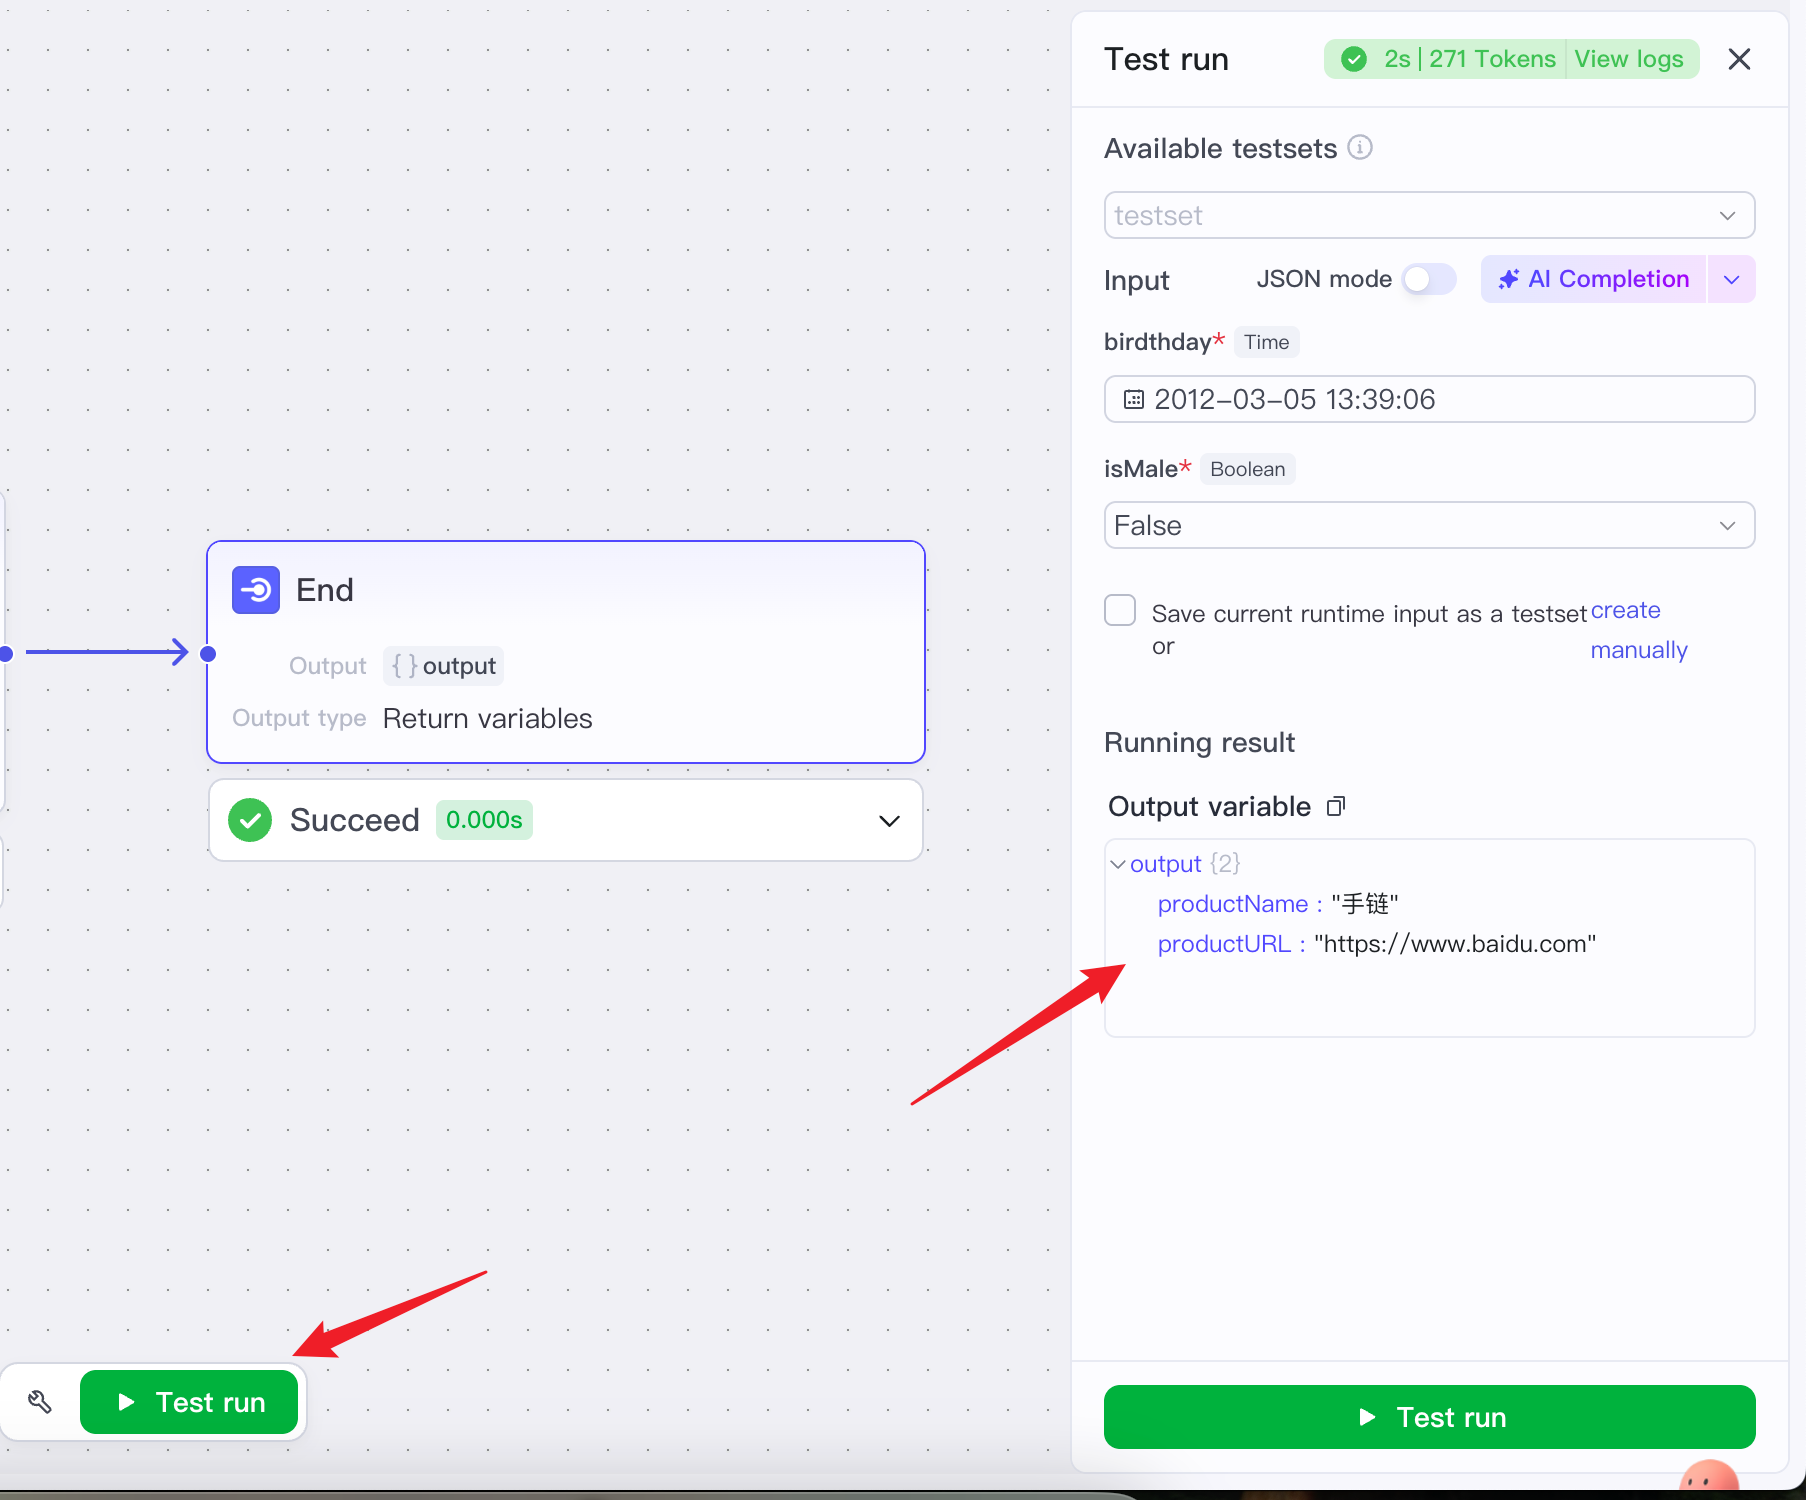 Test run
2s | 271 Tokens View logs
Available testsets
testset
Input JSON mode AI Completion
birdthday* Time
2012-03-05 13:39:06
isMale* Boolean
False
Save current runtime input as a testset or create manually
Running result
Output variable
output {2}
productName : "手链"
productURL : "https://www.baidu.com"
Test run
End
Output { } output
Output type Return variables
Succeed 0.000s
Test run